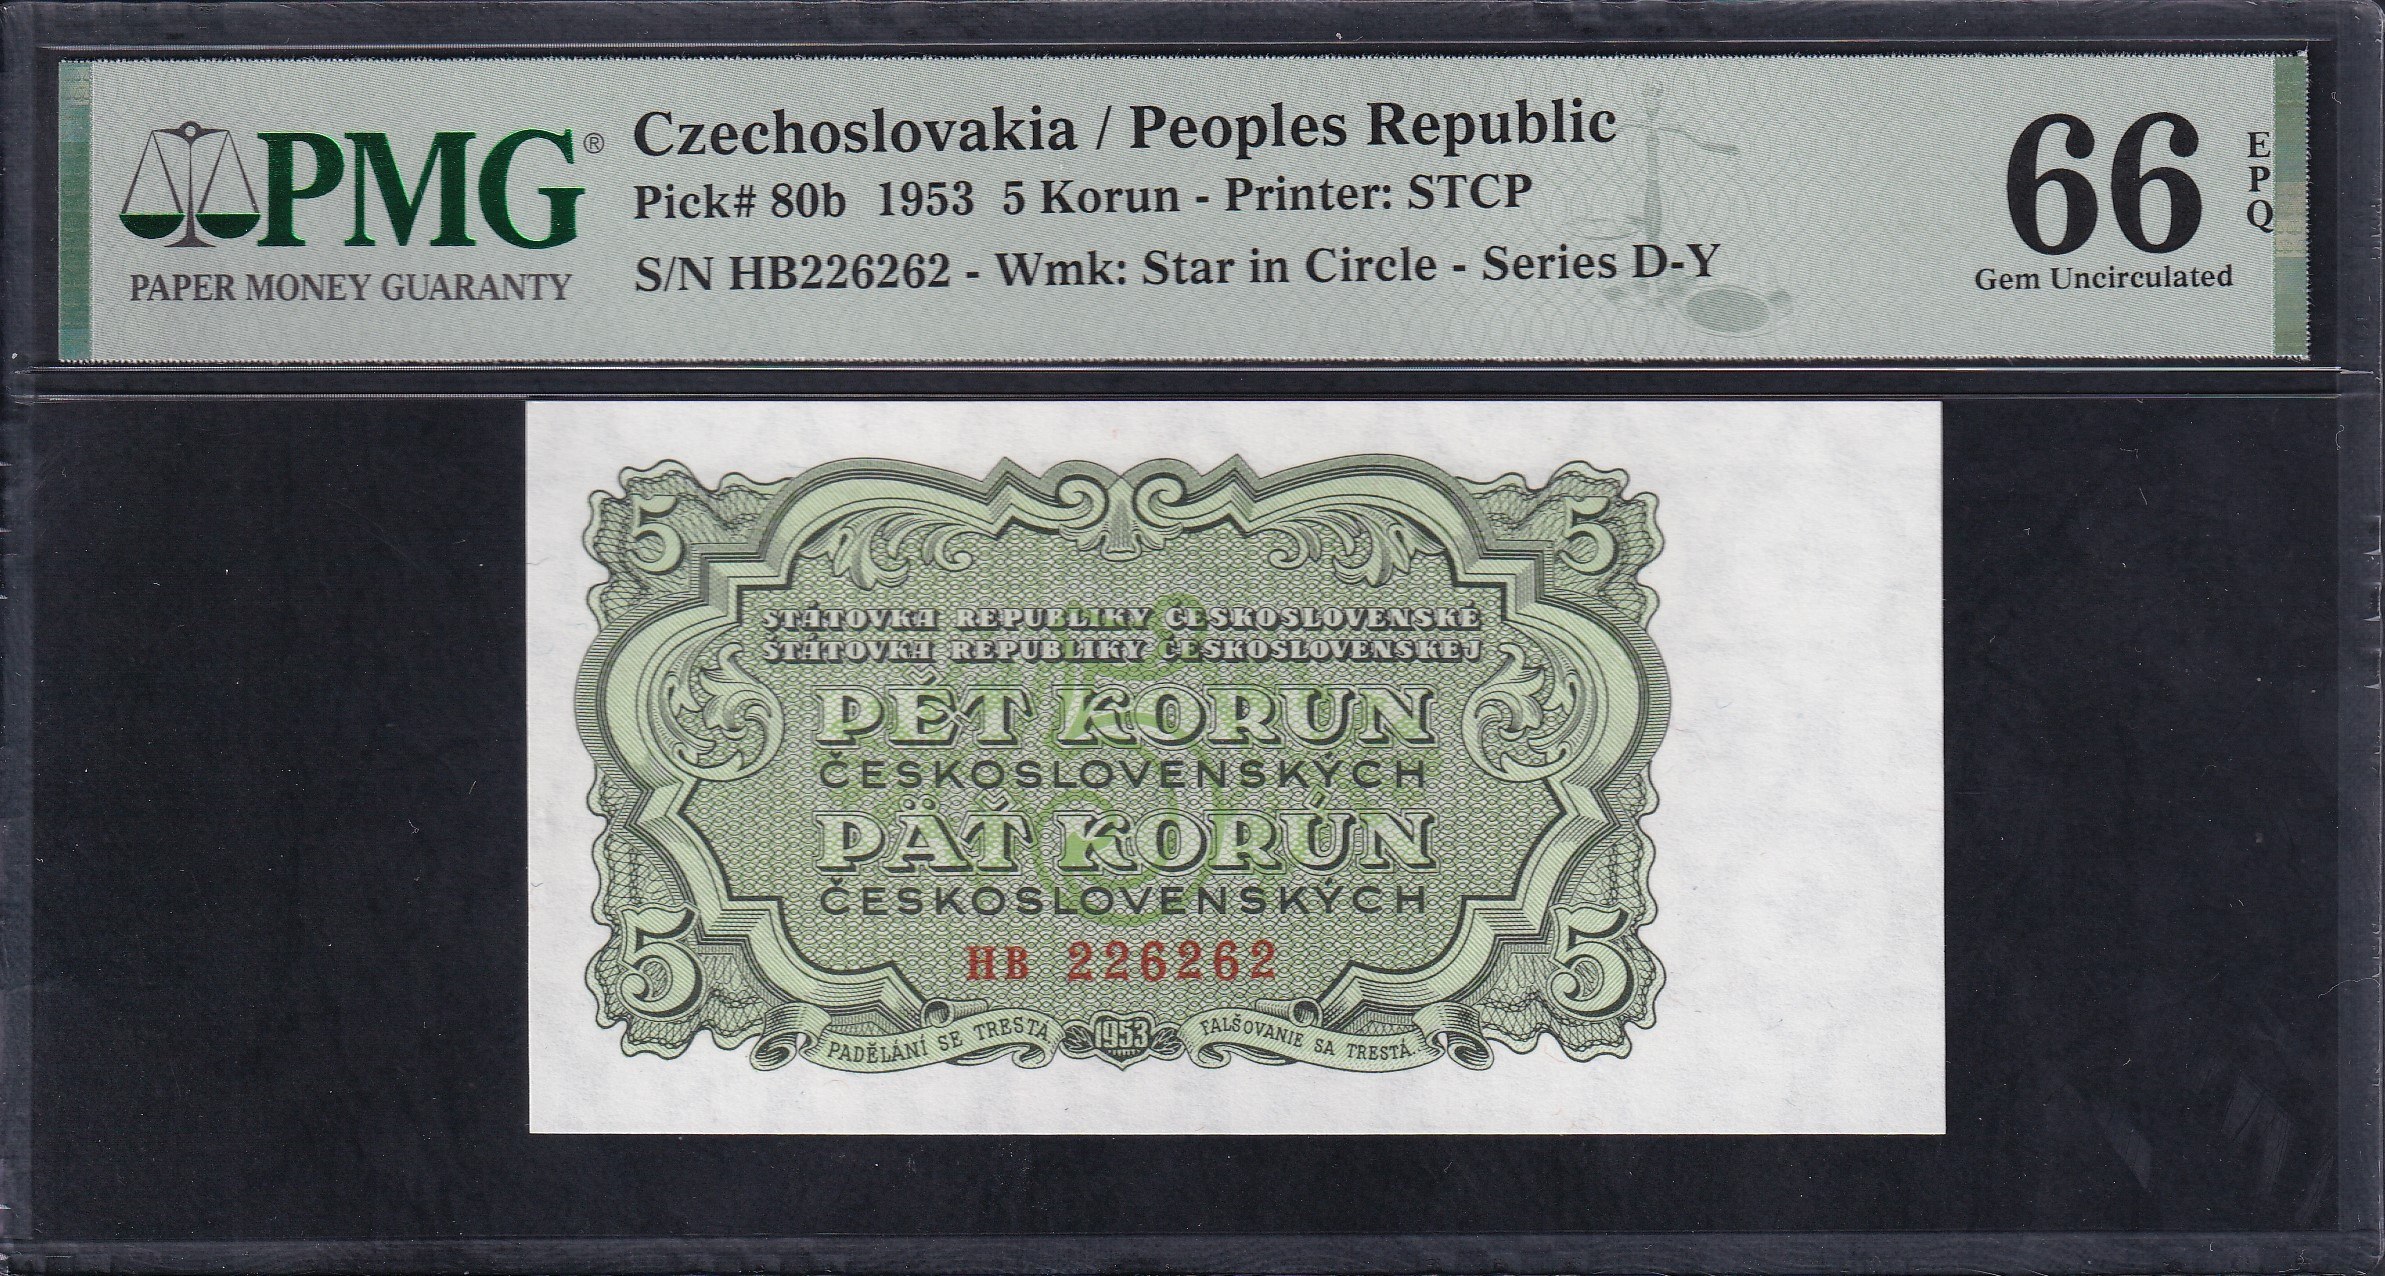 PMG®
PAPER MONEY GUARANTY
Czechoslovakia / Peoples Republic
Pick# 80b 1953 5 Korun - Printer: STCP
S/N HB226262 - Wmk: Star in Circle - Series D-Y
66
EPQ
Gem Uncirculated
5
5
STÁTOVKA REPUBLIKY ČESKOSLOVENSKÉ
ŠTÁTOVKA REPUBLIKY ČESKOSLOVENSKEJ
PĚT KORUN
ČESKOSLOVENSKÝCH
PÄŤ KORÚN
ČESKOSLOVENSKÝCH
5
5
HB 226262
PADĚLÁNÍ SE TRESTÁ
1953
FALŠOVANIE SA TRESTÁ.